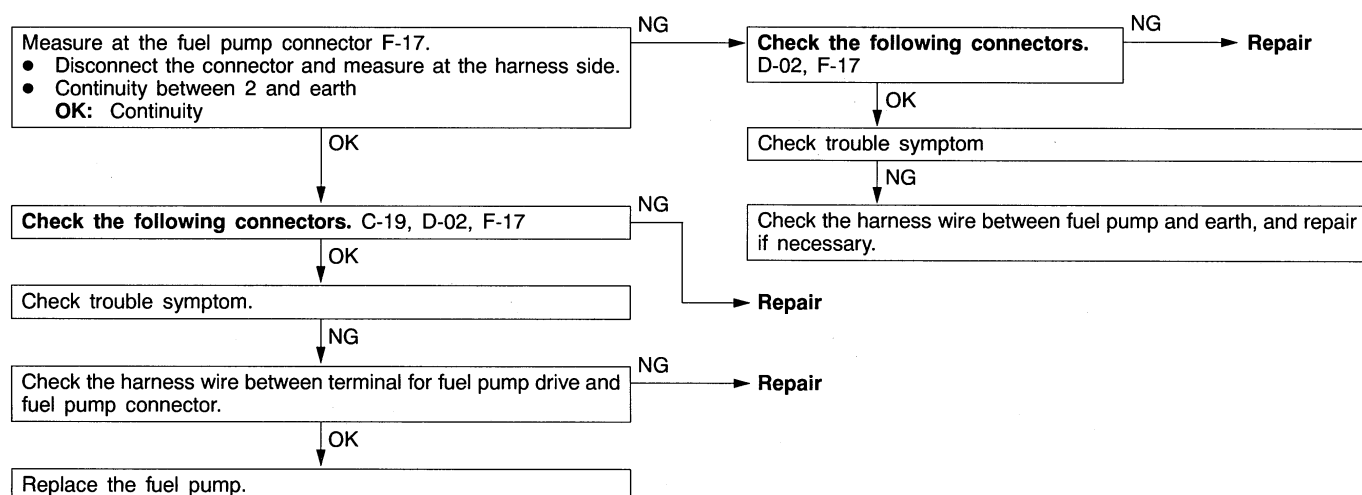 Measure at the fuel pump connector F-17.
● Disconnect the connector and measure at the harness side.
● Continuity between 2 and earth
OK: Continuity
NG
Check the following connectors.
D-02, F-17
NG
Repair
OK
Check trouble symptom
NG
Check the harness wire between fuel pump and earth, and repair
if necessary.
OK
Check the following connectors. C-19, D-02, F-17
NG
Repair
OK
Check trouble symptom.
NG
Check the harness wire between terminal for fuel pump drive and
fuel pump connector.
NG
Repair
OK
Replace the fuel pump.